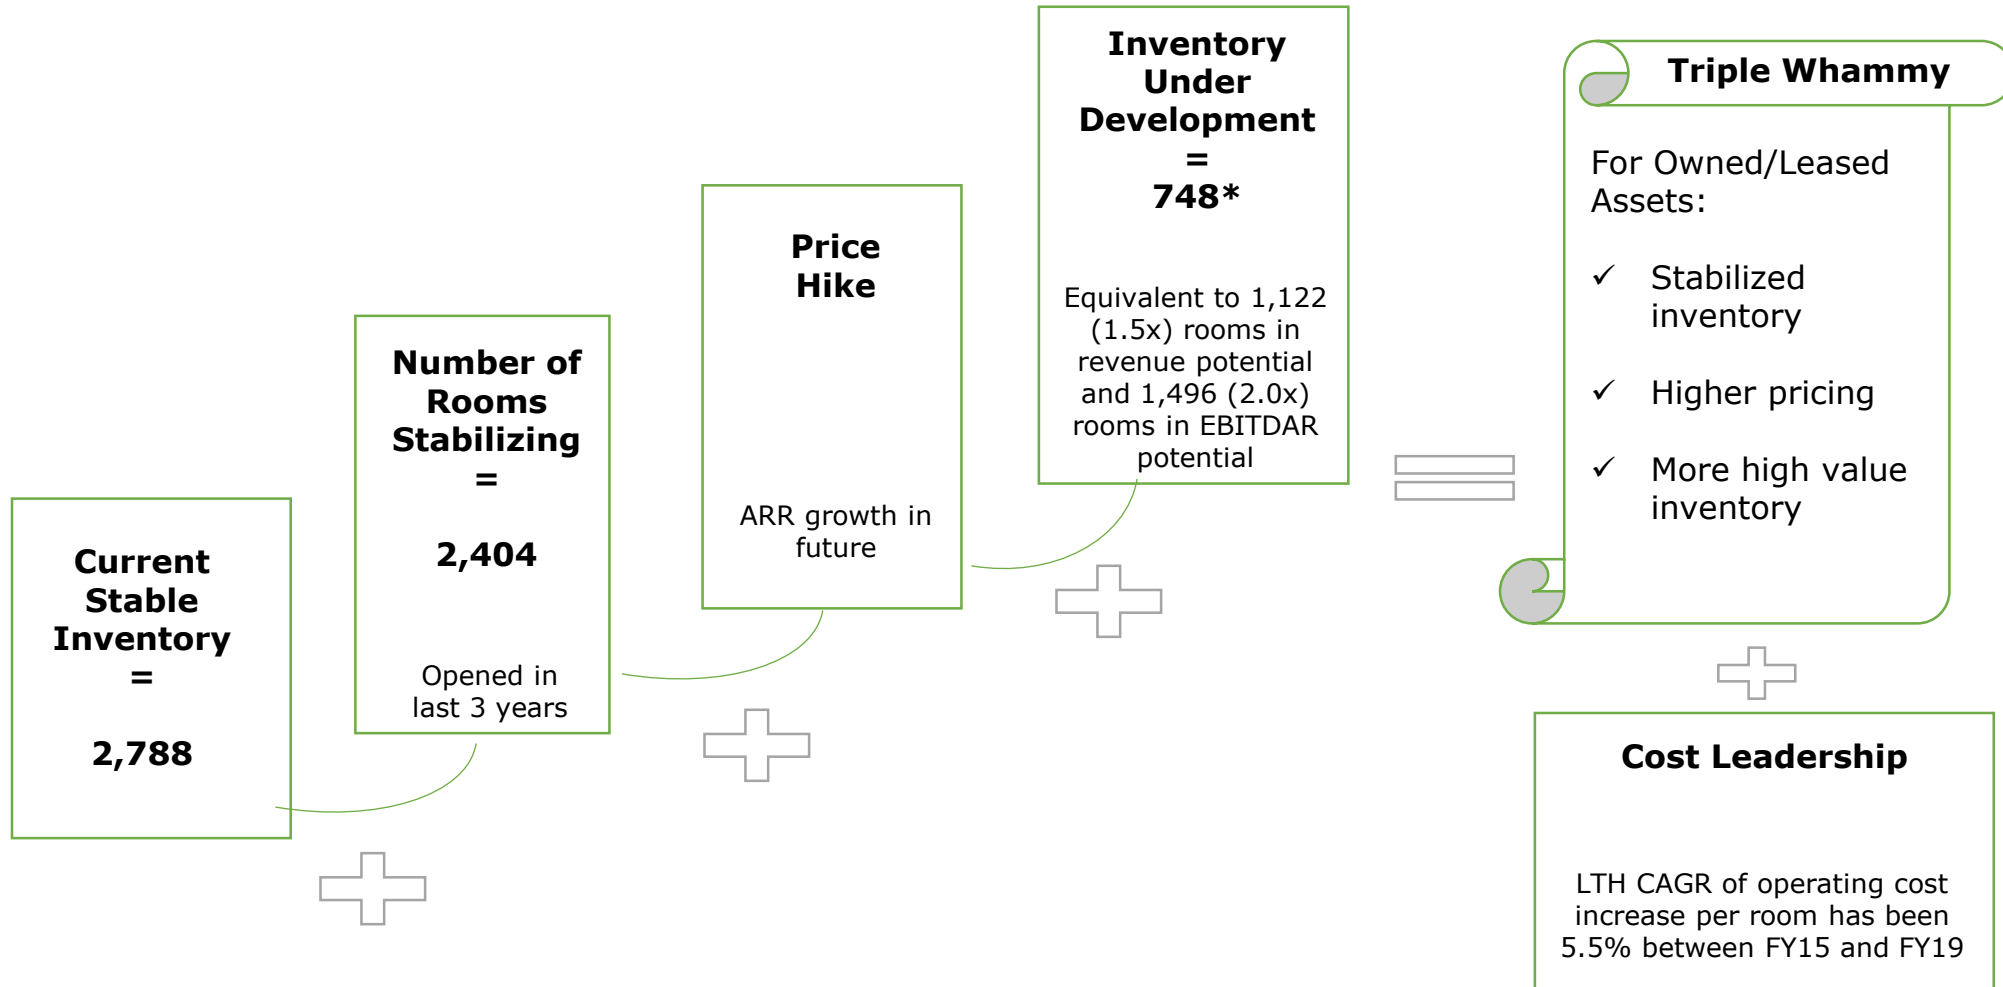 Current
Stable
Inventory
=
2,788
Number of
Rooms
Stabilizing
=
2,404
Opened in
last 3 years
Price
Hike
ARR growth in
future
Inventory
Under
Development
=
748*
Equivalent to 1,122
(1.5x) rooms in
revenue potential
and 1,496 (2.0x)
rooms in EBITDAR
potential
Triple Whammy
For Owned/Leased
Assets:
✓ Stabilized
inventory
✓ Higher pricing
✓ More high value
inventory
Cost Leadership
LTH CAGR of operating cost
increase per room has been
5.5% between FY15 and FY19